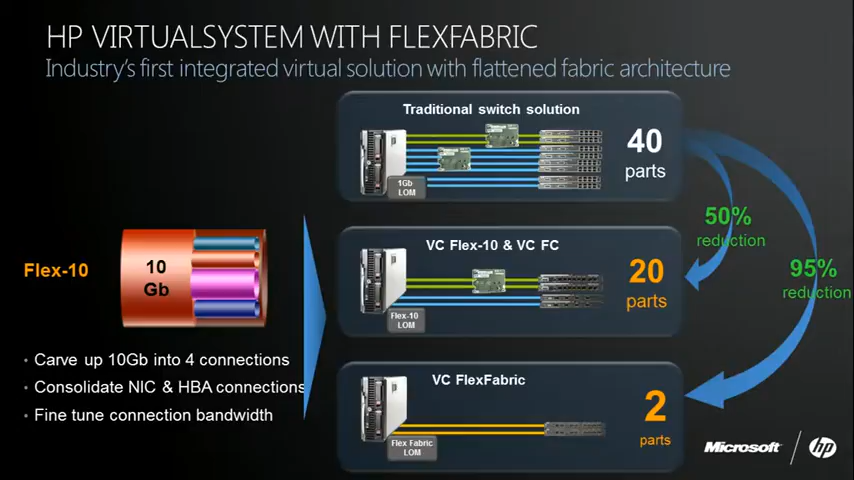 HP VIRTUALSYSTEM WITH FLEXFABRIC
Industry's first integrated virtual solution with flattened fabric architecture
Traditional switch solution
1Gb
LOM
40
parts
50%
reduction
95%
reduction
Flex-10
10
Gb
VC Flex-10 & VC FC
Flex-10
LOM
20
parts
• Carve up 10Gb into 4 connections
• Consolidate NIC & HBA connections
• Fine tune connection bandwidth
VC FlexFabric
Flex Fabric
LOM
2
parts
Microsoft
hp